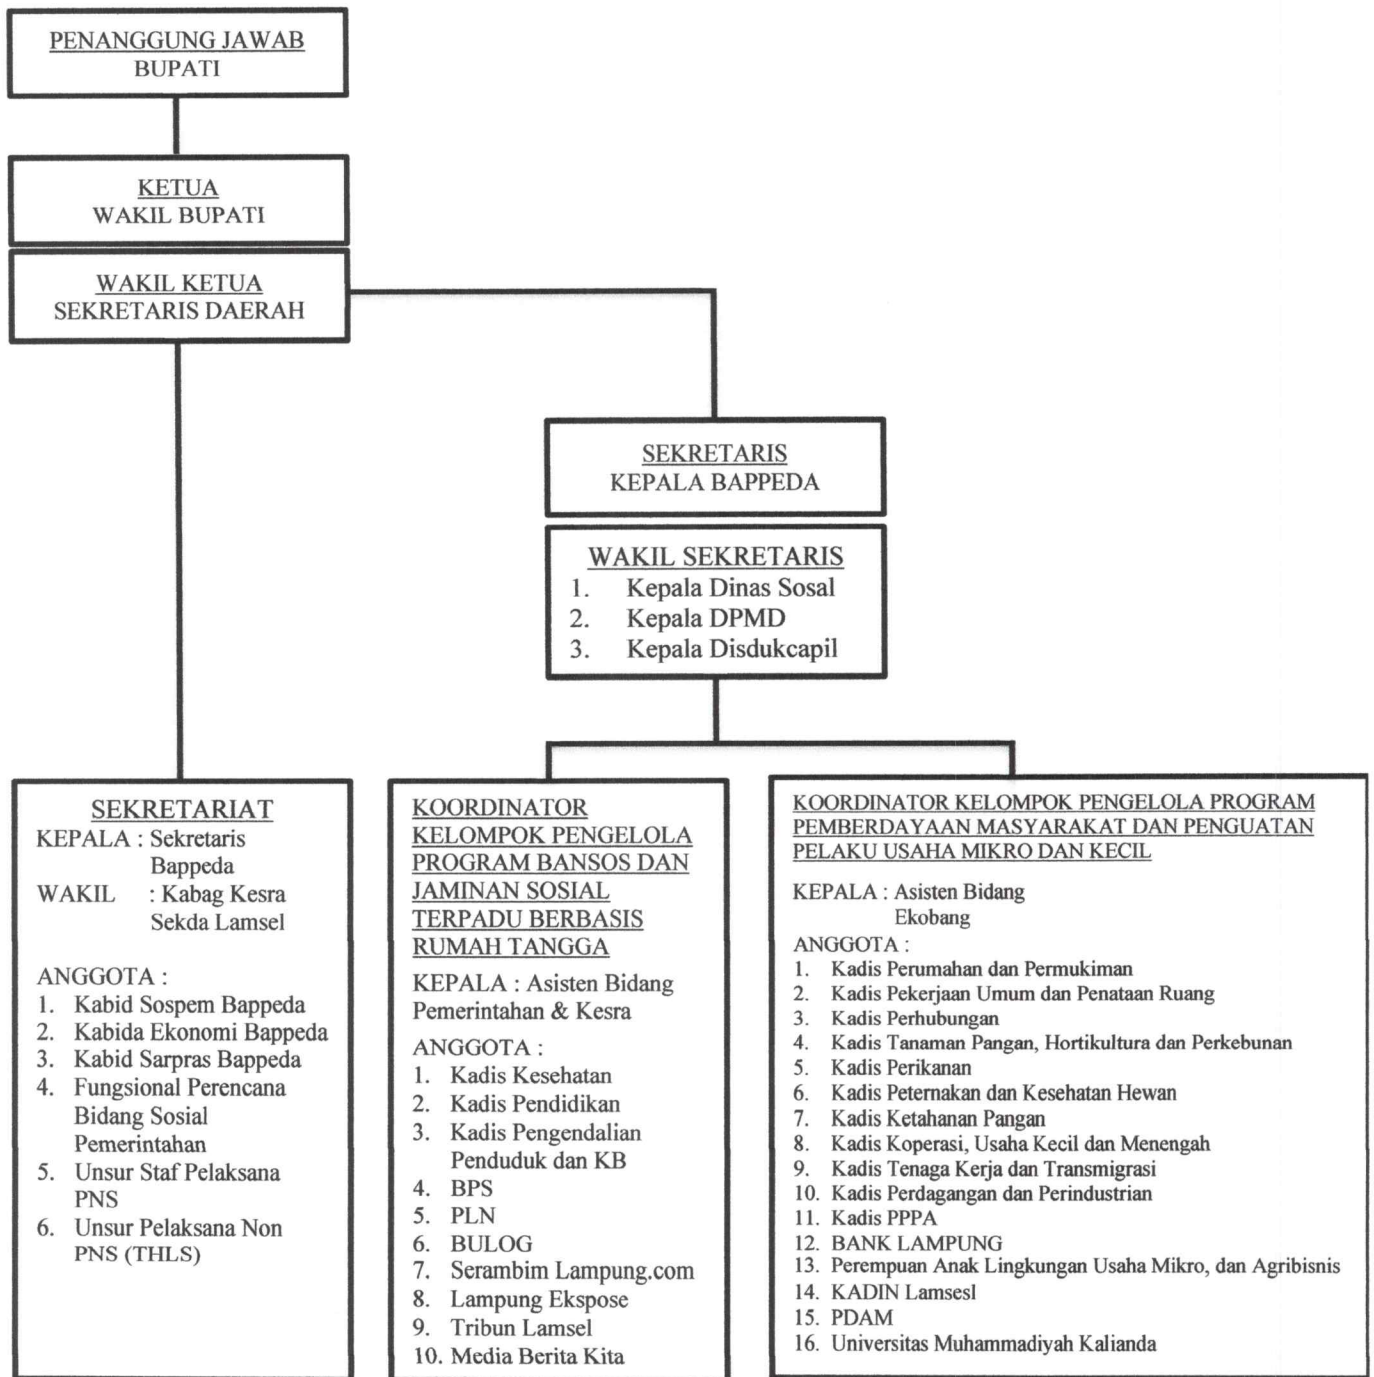 PENANGGUNG JAWAB
BUPATI
KETUA
WAKIL BUPATI
WAKIL KETUA
SEKRETARIS DAERAH
SEKRETARIS
KEPALA BAPPEDA
WAKIL SEKRETARIS
1. Kepala Dinas Sosal
2. Kepala DPMD
3. Kepala Disdukcapil
SEKRETARIAT
KEPALA : Sekretaris
Bappeda
WAKIL : Kabag Kesra
Sekda Lamsel
ANGGOTA :
1. Kabid Sospem Bappeda
2. Kabida Ekonomi Bappeda
3. Kabid Sarpras Bappeda
4. Fungsional Perencana
Bidang Sosial
Pemerintahan
5. Unsur Staf Pelaksana
PNS
6. Unsur Pelaksana Non
PNS (THLS)
KOORDINATOR
KELOMPOK PENGELOLA
PROGRAM BANSOS DAN
JAMINAN SOSIAL
TERPADU BERBASIS
RUMAH TANGGA
KEPALA : Asisten Bidang
Pemerintahan & Kesra
ANGGOTA :
1. Kadis Kesehatan
2. Kadis Pendidikan
3. Kadis Pengendalian
Penduduk dan KB
4. BPS
5. PLN
6. BULOG
7. Serambim Lampung.com
8. Lampung Ekspose
9. Tribun Lamsel
10. Media Berita Kita
KOORDINATOR KELOMPOK PENGELOLA PROGRAM
PEMBERDAYAAN MASYARAKAT DAN PENGUATAN
PELAKU USAHA MIKRO DAN KECIL
KEPALA : Asisten Bidang
Ekobang
ANGGOTA :
1. Kadis Perumahan dan Permukiman
2. Kadis Pekerjaan Umum dan Penataan Ruang
3. Kadis Perhubungan
4. Kadis Tanaman Pangan, Hortikultura dan Perkebunan
5. Kadis Perikanan
6. Kadis Peternakan dan Kesehatan Hewan
7. Kadis Ketahanan Pangan
8. Kadis Koperasi, Usaha Kecil dan Menengah
9. Kadis Tenaga Kerja dan Transmigrasi
10. Kadis Perdagangan dan Perindustrian
11. Kadis PPPA
12. BANK LAMPUNG
13. Perempuan Anak Lingkungan Usaha Mikro, dan Agribisnis
14. KADIN Lamsesl
15. PDAM
16. Universitas Muhammadiyah Kalianda